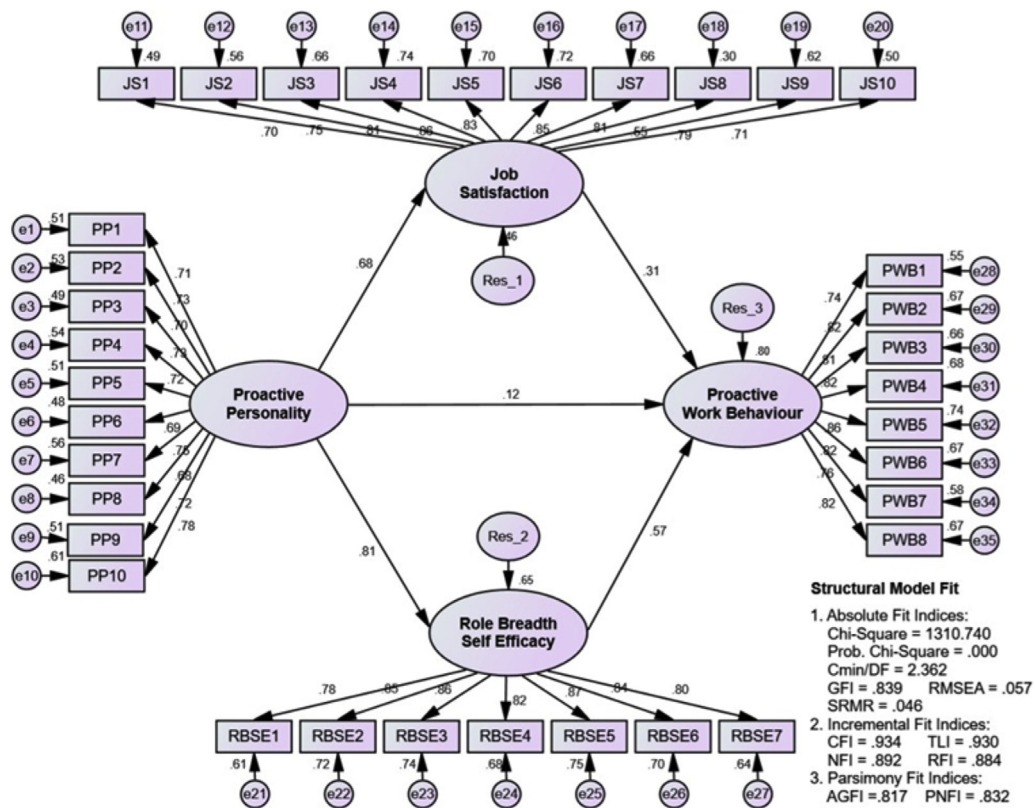 e11 e12 e13 e14 e15 e16 e17 e18 e19 e20
.49 .56 .66 .74 .70 .72 .66 .30 .62 .50
JS1 JS2 JS3 JS4 JS5 JS6 JS7 JS8 JS9 JS10
.70 .75 .81 .86 .83 .85 .81 .55 .79 .71
Job
Satisfaction
.46
Res_1
.68
.31
e1 .51 PP1 .71
e2 .53 PP2 .73
e3 .49 PP3 .70
e4 .54 PP4 .73
e5 .51 PP5 .72
e6 .48 PP6 .69
e7 .56 PP7 .75
e8 .46 PP8 .68
e9 .51 PP9 .72
e10 .61 PP10 .78
Proactive
Personality
.12
Res_3
.80
Proactive
Work Behaviour
.74 PWB1 .55 e28
.82 PWB2 .67 e29
.81 PWB3 .66 e30
.82 PWB4 .68 e31
.86 PWB5 .74 e32
.82 PWB6 .67 e33
.76 PWB7 .58 e34
.82 PWB8 .67 e35
.81
.57
Res_2
.65
Role Breadth
Self Efficacy
.78 .85 .86 .82 .87 .84 .80
RBSE1 RBSE2 RBSE3 RBSE4 RBSE5 RBSE6 RBSE7
.61 .72 .74 .68 .75 .70 .64
e21 e22 e23 e24 e25 e26 e27
Structural Model Fit
1. Absolute Fit Indices:
Chi-Square = 1310.740
Prob. Chi-Square = .000
Cmin/DF = 2.362
GFI = .839 RMSEA = .057
SRMR = .046
2. Incremental Fit Indices:
CFI = .934 TLI = .930
NFI = .892 RFI = .884
3. Parsimony Fit Indices:
AGFI =.817 PNFI = .832